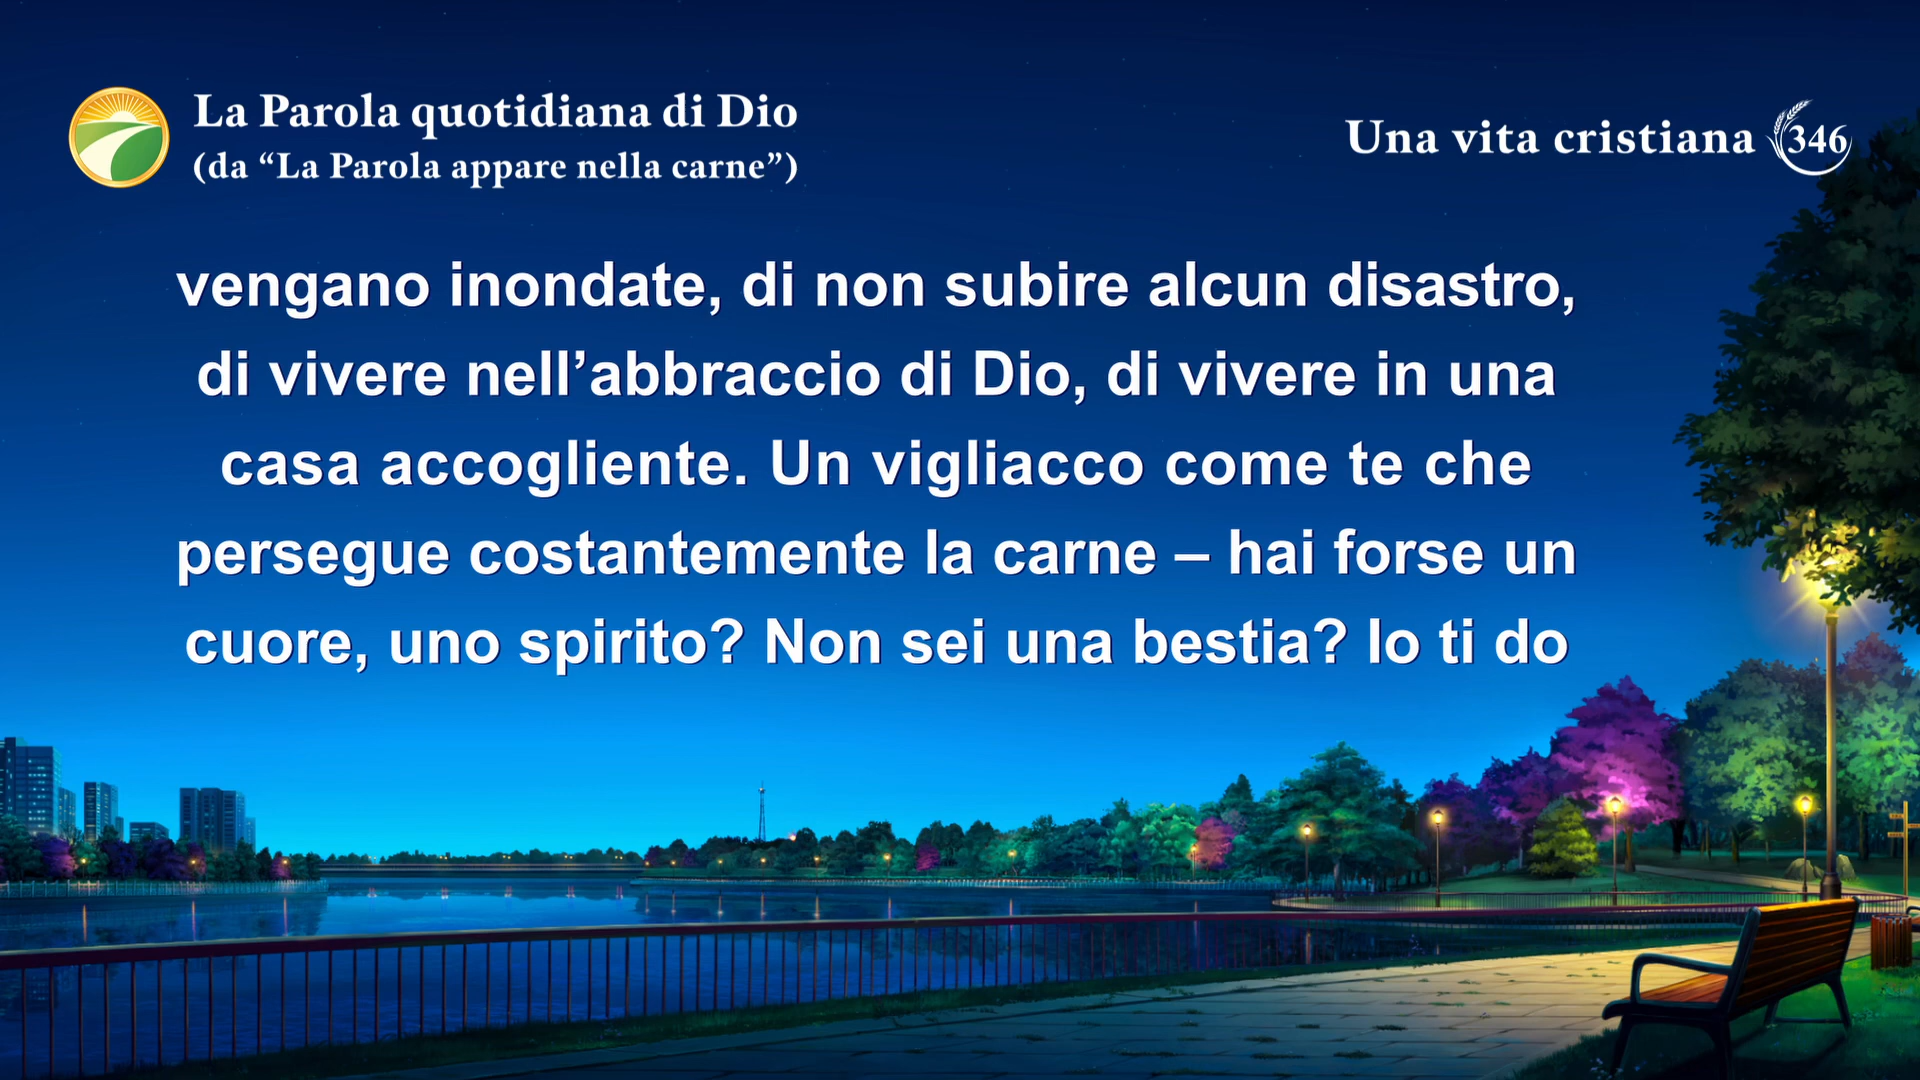 La Parola quotidiana di Dio
(da “La Parola appare nella carne”)
Una vita cristiana 346
vengano inondate, di non subire alcun disastro,
di vivere nell’abbraccio di Dio, di vivere in una
casa accogliente. Un vigliacco come te che
persegue costantemente la carne – hai forse un
cuore, uno spirito? Non sei una bestia? Io ti do